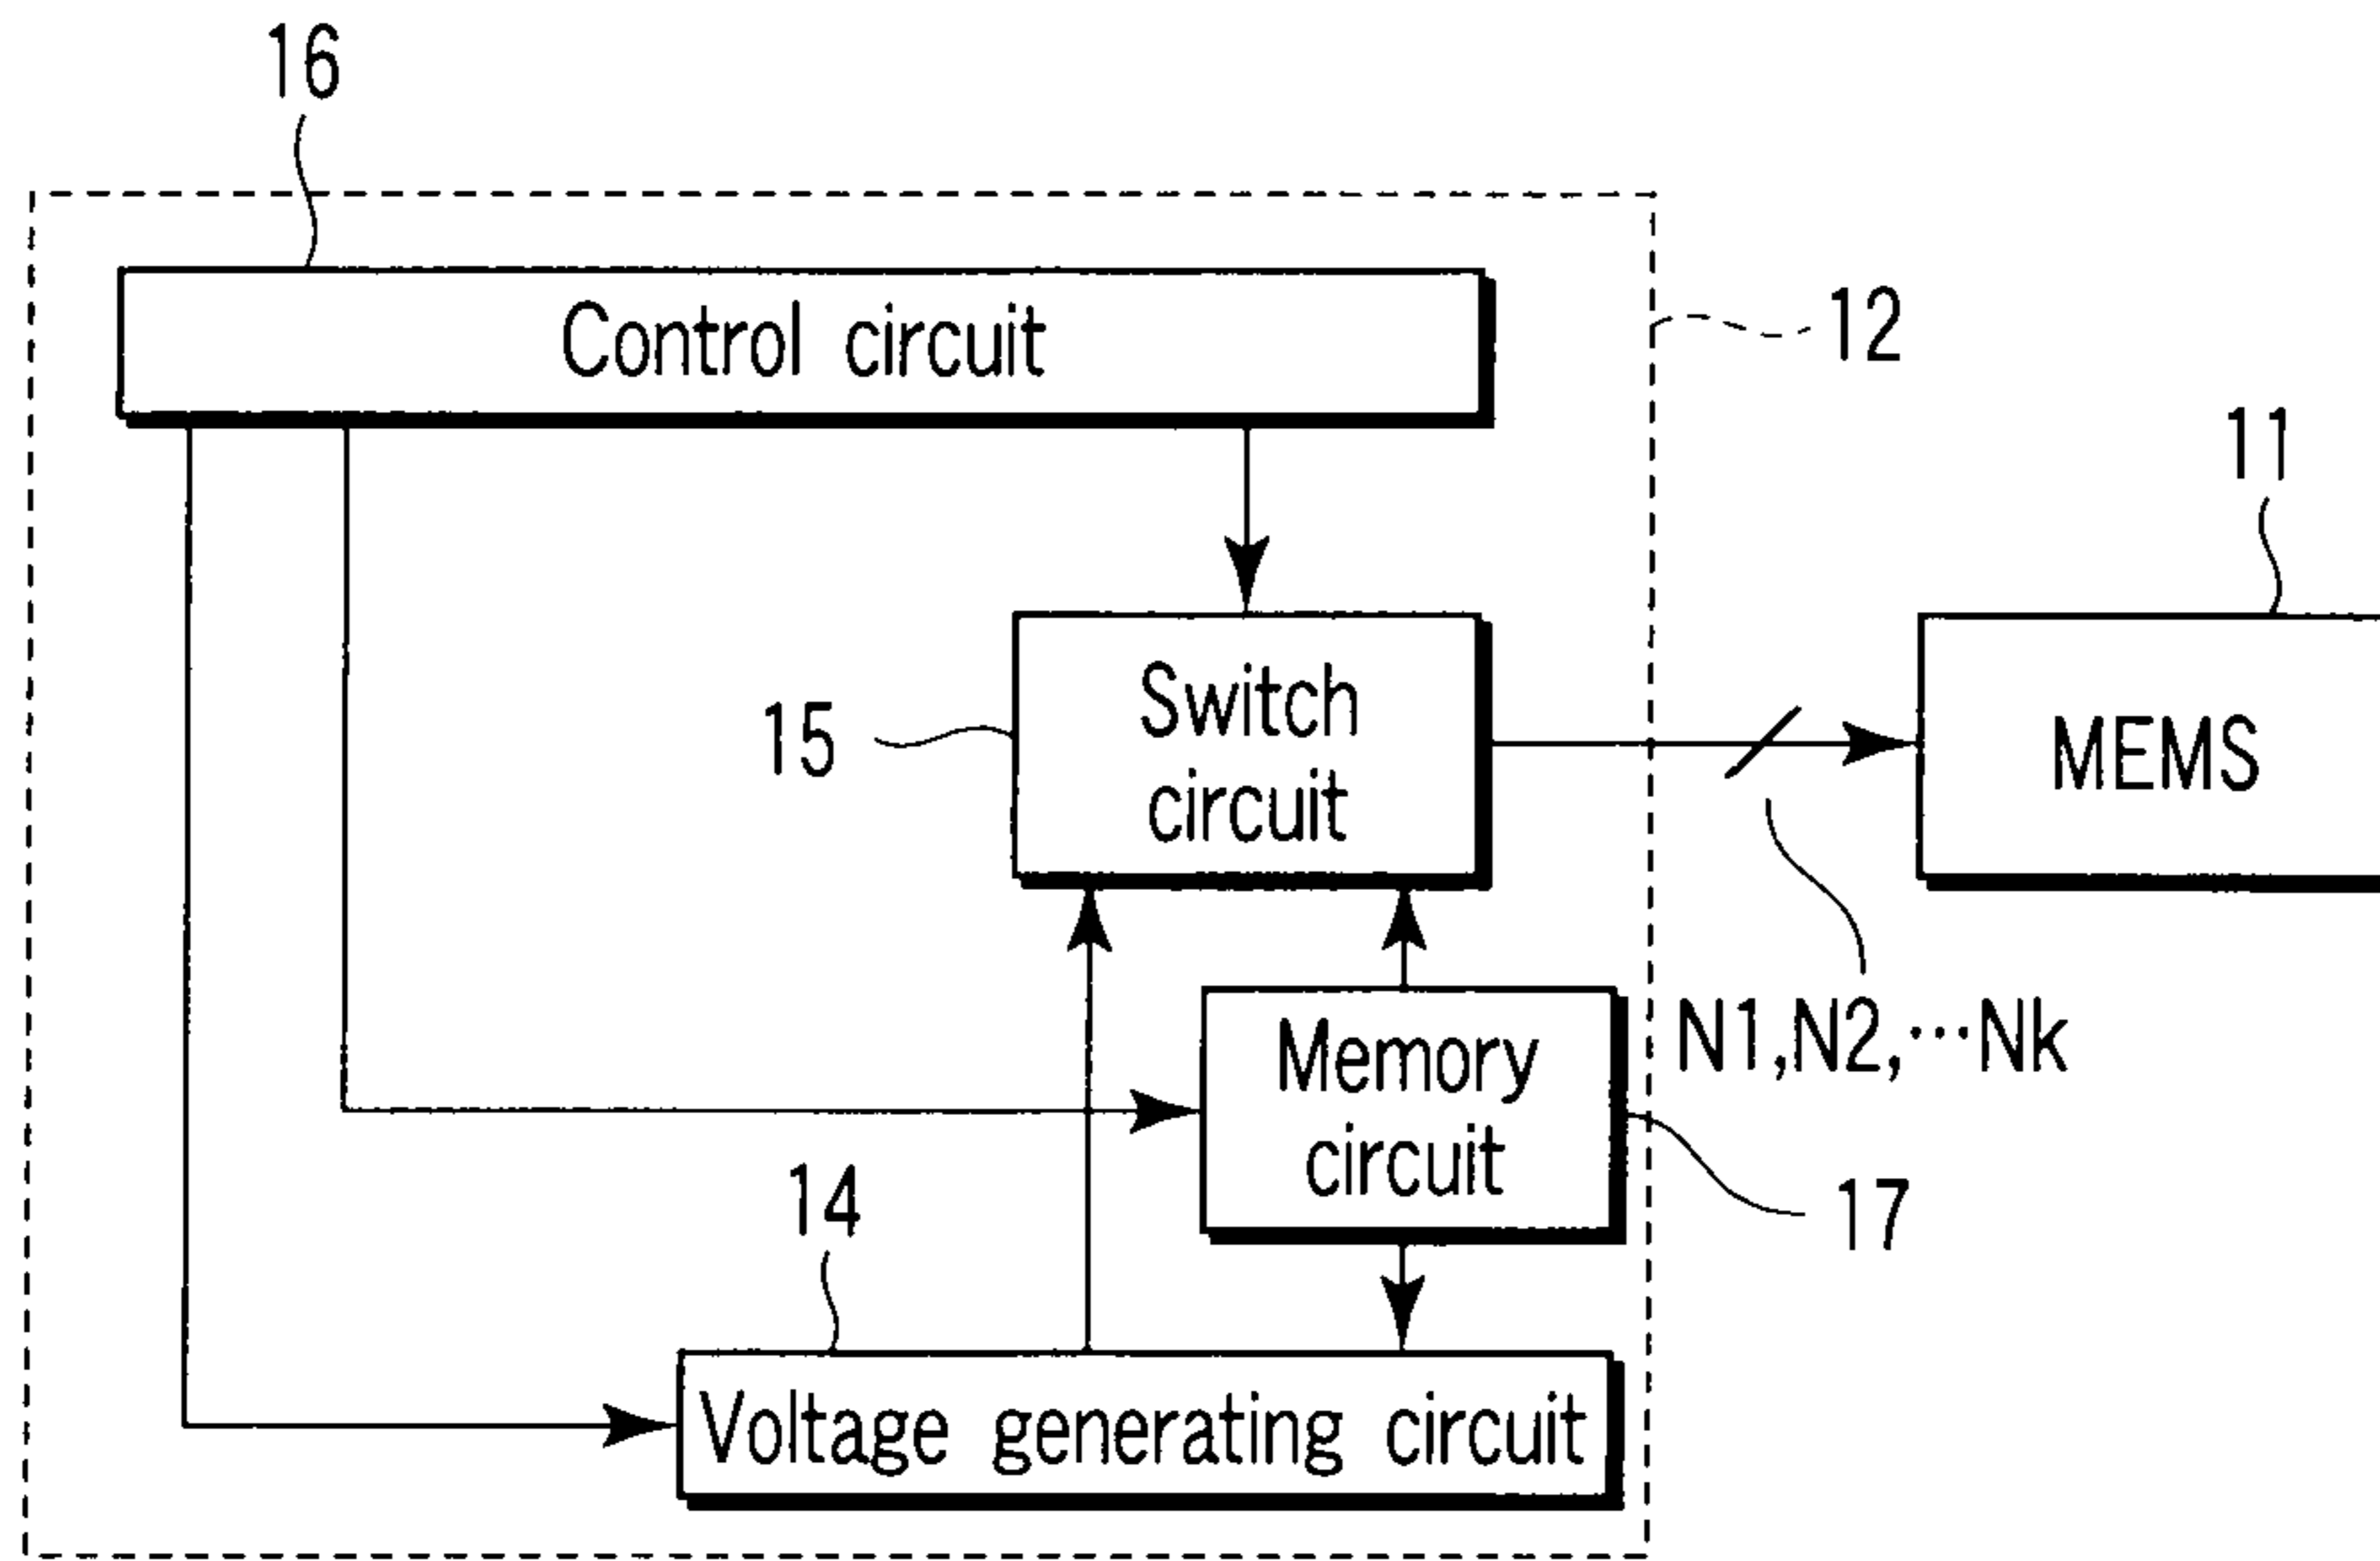 16
Control circuit
12
11
15
Switch
circuit
MEMS
N1,N2,···Nk
Memory
circuit
14
17
Voltage generating circuit